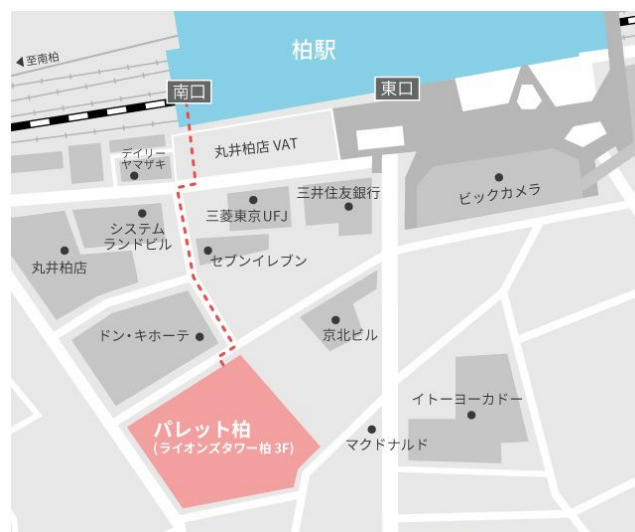 柏駅
◀至南柏
南口
東口
丸井柏店 VAT
デイリー
ヤマザキ
三井住友銀行
ビックカメラ
三菱東京UFJ
システム
ランドビル
セブンイレブン
丸井柏店
ドン・キホーテ
京北ビル
イトーヨーカドー
パレット柏
(ライオンズタワー柏 3F)
マクドナルド